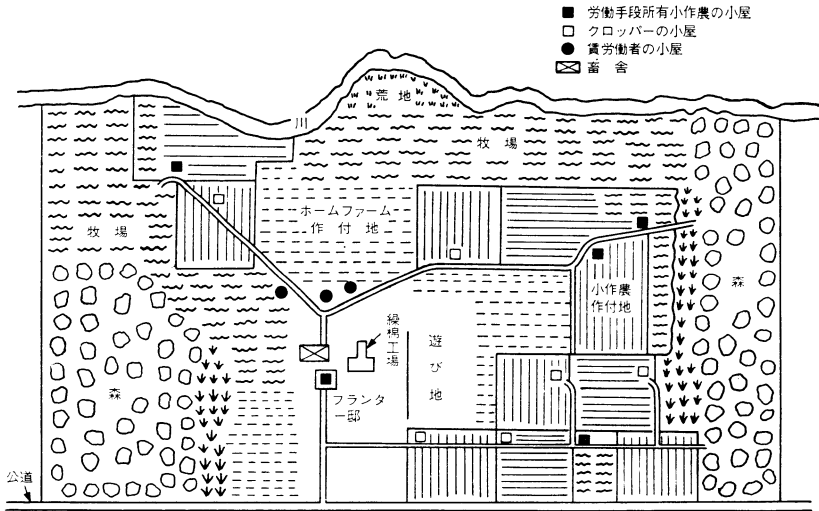 労働手段所有小作農の小屋
クロッパーの小屋
賃労働者の小屋
畜舎
荒地
川
牧場
ホームファーム
作付地
牧場
森
小作農
作付地
繰棉工場
遊び地
森
プランタ
ー邸
公道